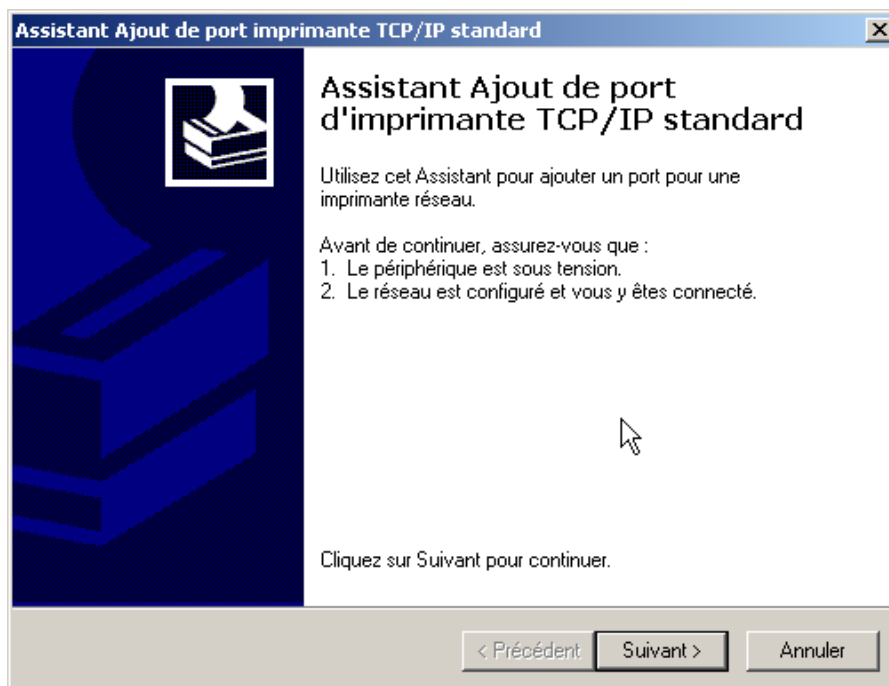 Assistant Ajout de port imprimante TCP/IP standard
Assistant Ajout de port
d'imprimante TCP/IP standard
Utilisez cet Assistant pour ajouter un port pour une
imprimante réseau.
Avant de continuer, assurez-vous que :
1. Le périphérique est sous tension.
2. Le réseau est configuré et vous y êtes connecté.
Cliquez sur Suivant pour continuer.
< Précédent Suivant > Annuler